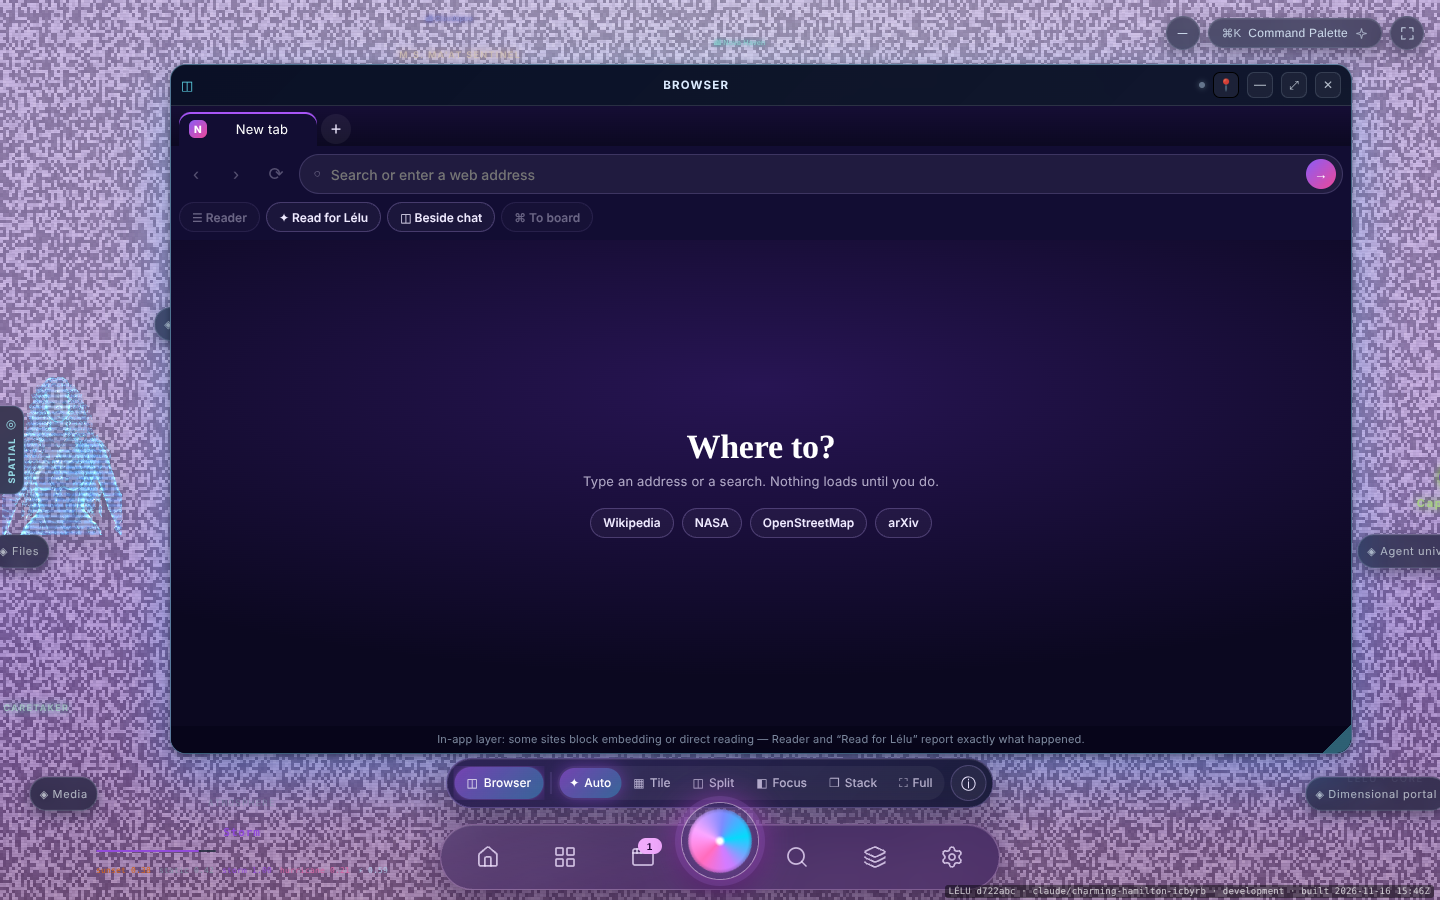 ⌘K Command Palette
BROWSER
N New tab +
Search or enter a web address
Reader Read for Lélu Beside chat ⌘ To board
Where to?
Type an address or a search. Nothing loads until you do.
Wikipedia NASA OpenStreetMap arXiv
SPATIAL
Files
Agent univ
CARETAKER
In-app layer: some sites block embedding or direct reading — Reader and “Read for Lélu” report exactly what happened.
Browser Auto Tile Split Focus Stack Full
Media
Dimensional portal
1
LÉLU d722abc · claude/charming-hamilton-icbyrb · development · built 2026-11-16 15:46Z